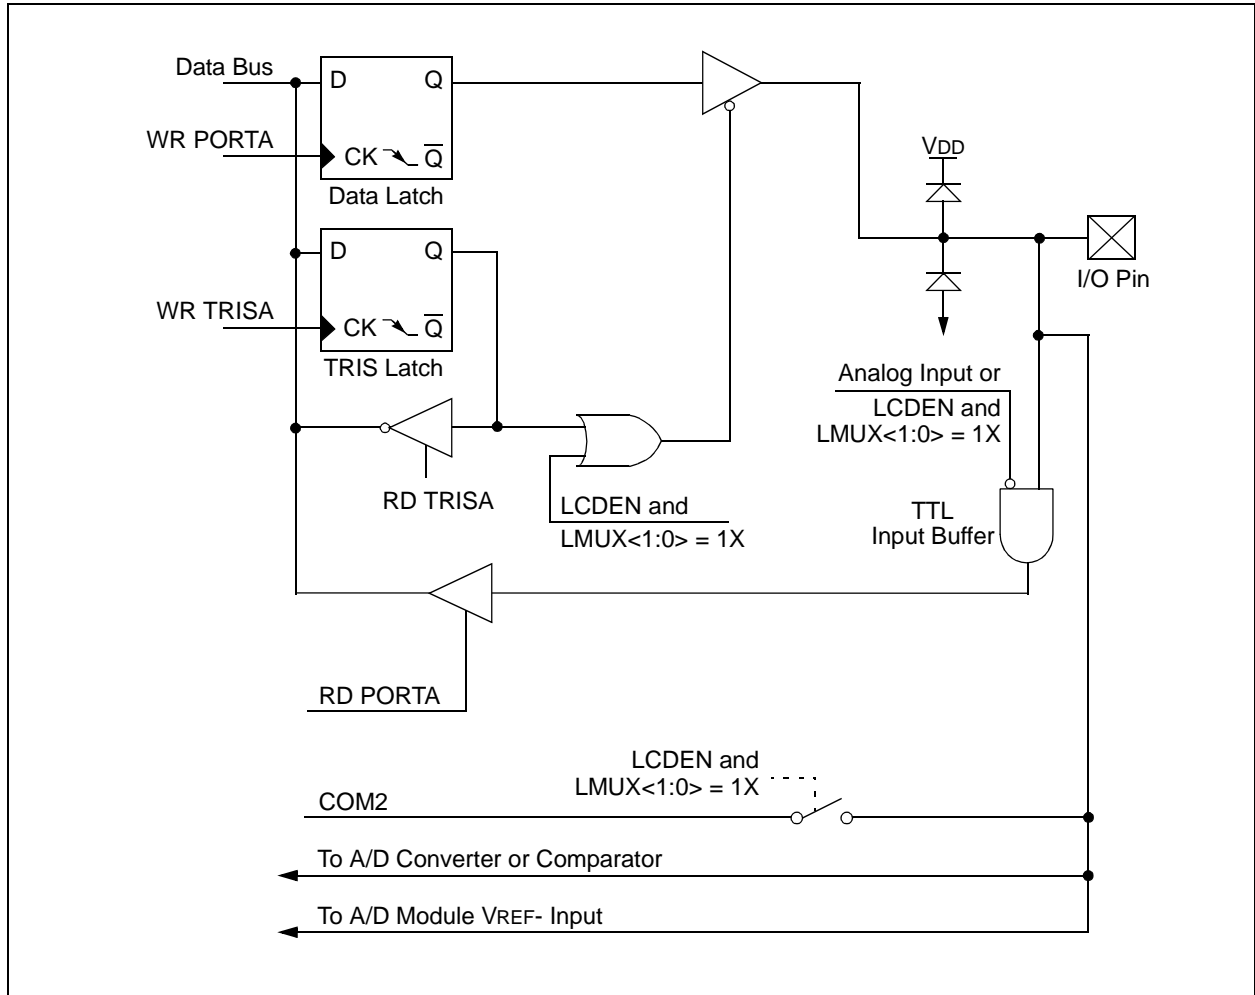 Data Bus
D Q
WR PORTA
CK Q̅
Data Latch
VDD
D Q
I/O Pin
WR TRISA
CK Q̅
TRIS Latch
Analog Input or
LCDEN and
LMUX<1:0> = 1X
RD TRISA
LCDEN and
LMUX<1:0> = 1X
TTL
Input Buffer
RD PORTA
LCDEN and
LMUX<1:0> = 1X
COM2
To A/D Converter or Comparator
To A/D Module VREF- Input